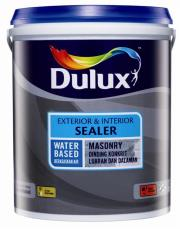 Dulux
EXTERIOR & INTERIOR
SEALER
WATER BASED
BERASASKAN AIR
MASONRY
DINDING KONKRIT
LUARAN DAN DALAMAN